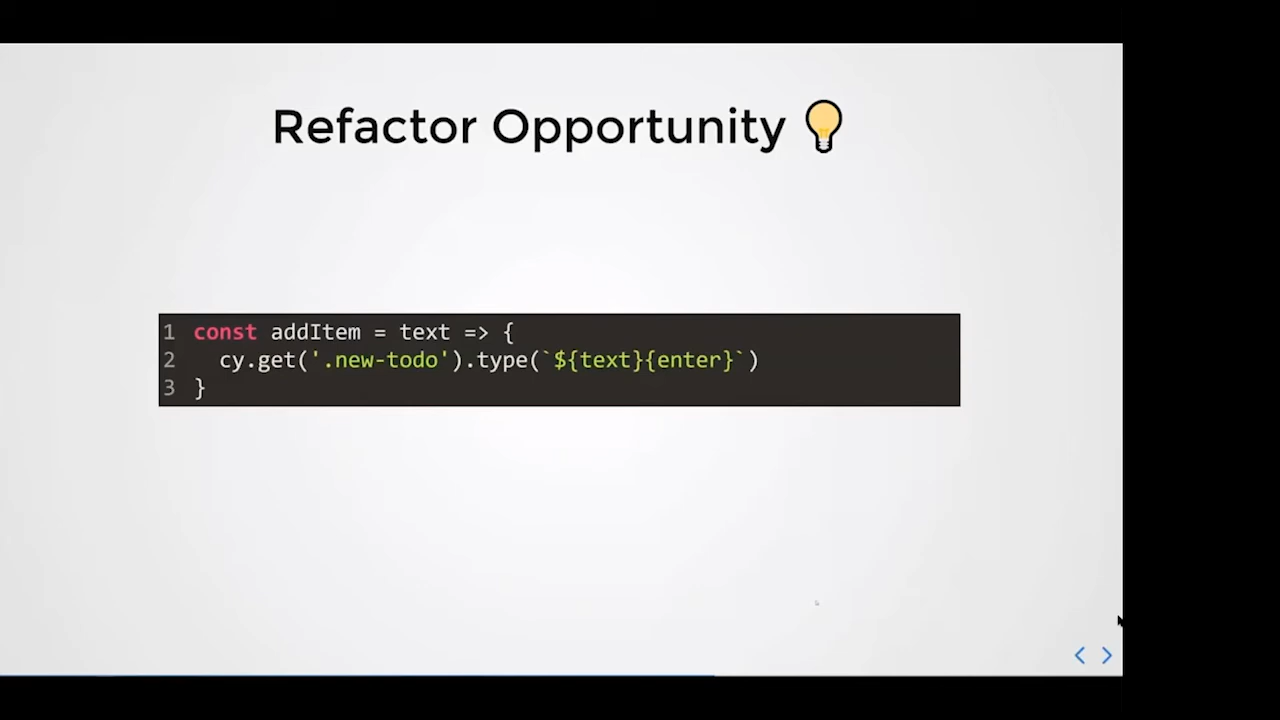 Refactor Opportunity 💡
1 const addItem = text => {
2   cy.get('.new-todo').type(`${text}{enter}`)
3 }